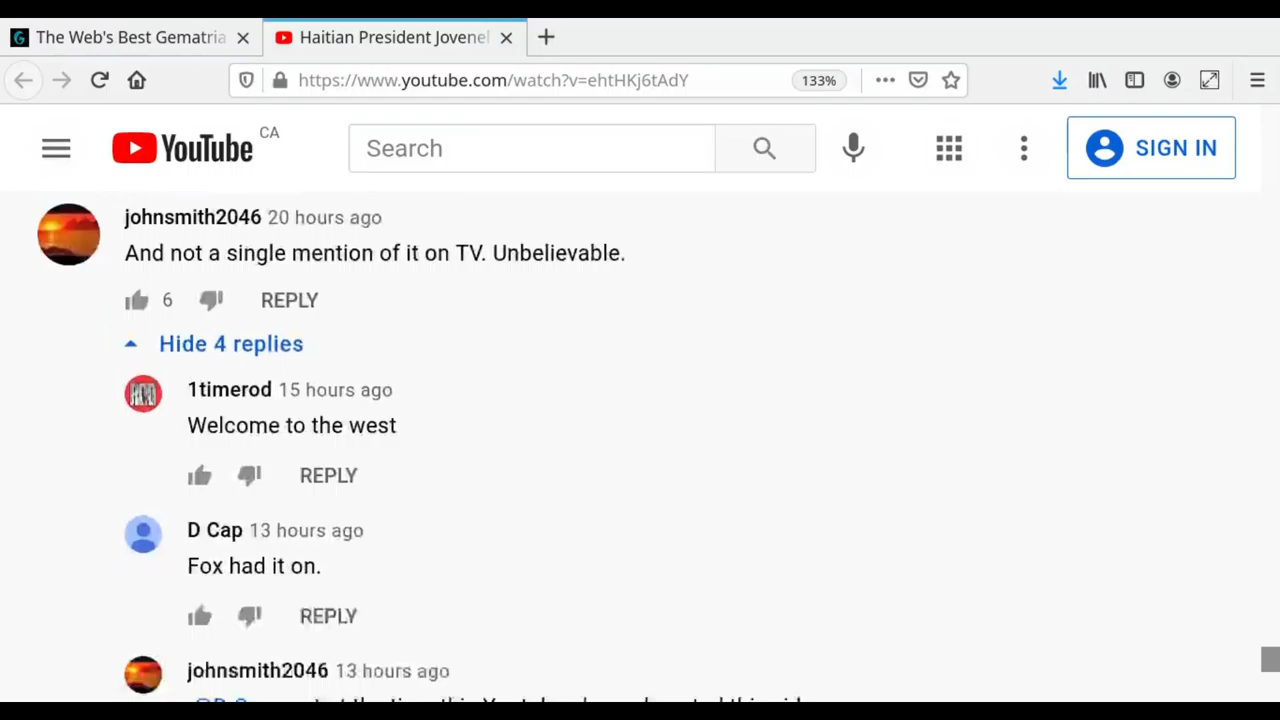 The Web's Best Gematria
Haitian President Jovenel
https://www.youtube.com/watch?v=ehtHKj6tAdY
133%
YouTube CA
Search
SIGN IN
johnsmith2046 20 hours ago
And not a single mention of it on TV. Unbelievable.
6 REPLY
Hide 4 replies
1timerod 15 hours ago
Welcome to the west
REPLY
D Cap 13 hours ago
Fox had it on.
REPLY
johnsmith2046 13 hours ago